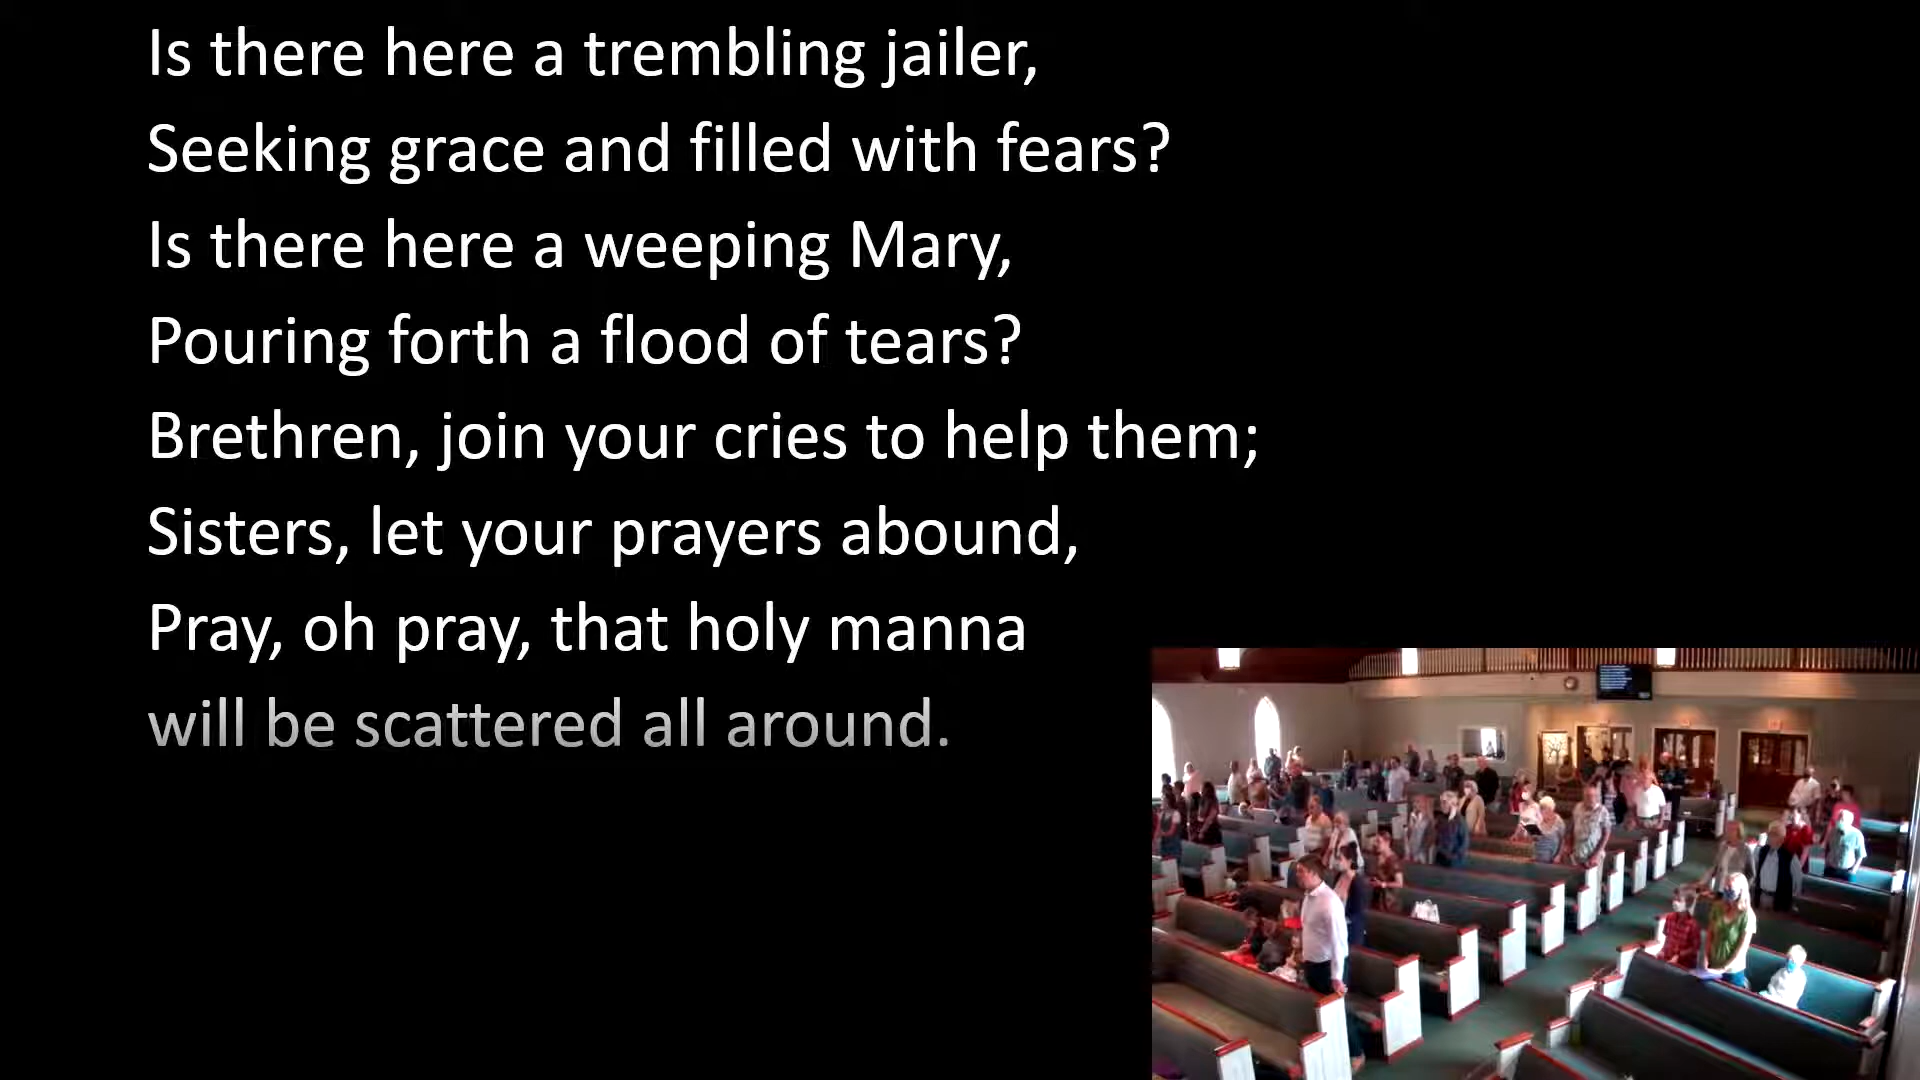 Is there here a trembling jailer,
Seeking grace and filled with fears?
Is there here a weeping Mary,
Pouring forth a flood of tears?
Brethren, join your cries to help them;
Sisters, let your prayers abound,
Pray, oh pray, that holy manna
will be scattered all around.